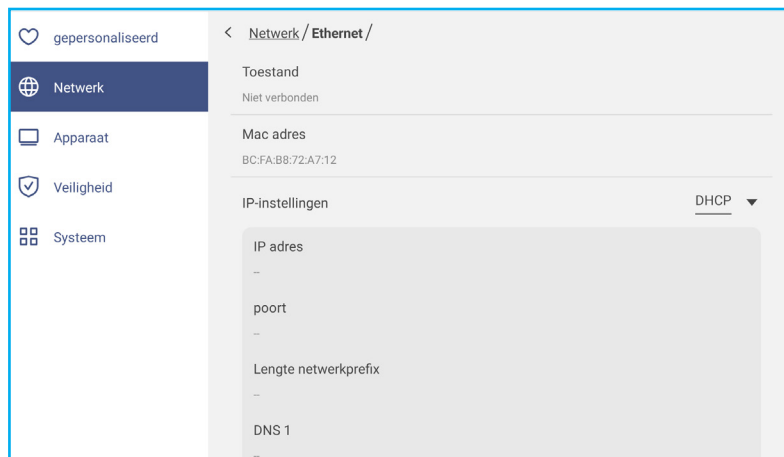 gepersonaliseerd
Netwerk
Apparaat
Veiligheid
Systeem
Netwerk / Ethernet /
Toestand
Niet verbonden
Mac adres
BC:FA:B8:72:A7:12
IP-instellingen DHCP
IP adres
--
poort
--
Lengte netwerkprefix
--
DNS 1
--